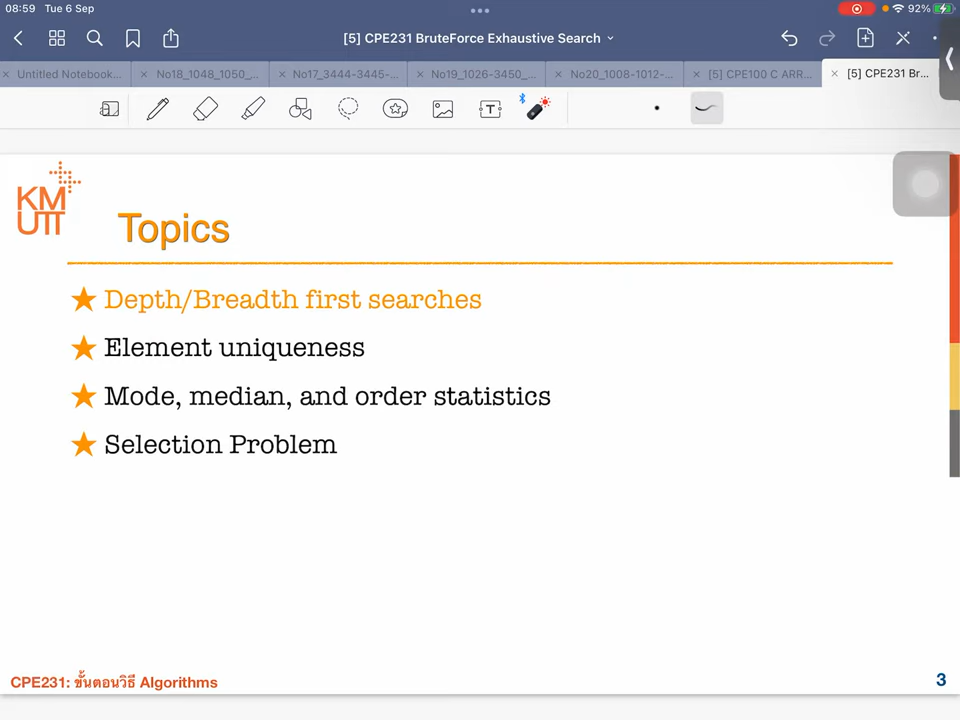 08:59 Tue 6 Sep
92%
[5] CPE231 BruteForce Exhaustive Search
Untitled Notebook...
No18_1048_1050_...
No17_3444-3445-...
No19_1026-3450_...
No20_1008-1012-...
[5] CPE100 C ARR...
[5] CPE231 Br...
T
KM
UTT
Topics
★ Depth/Breadth first searches
★ Element uniqueness
★ Mode, median, and order statistics
★ Selection Problem
CPE231: ขั้นตอนวิธี Algorithms
3